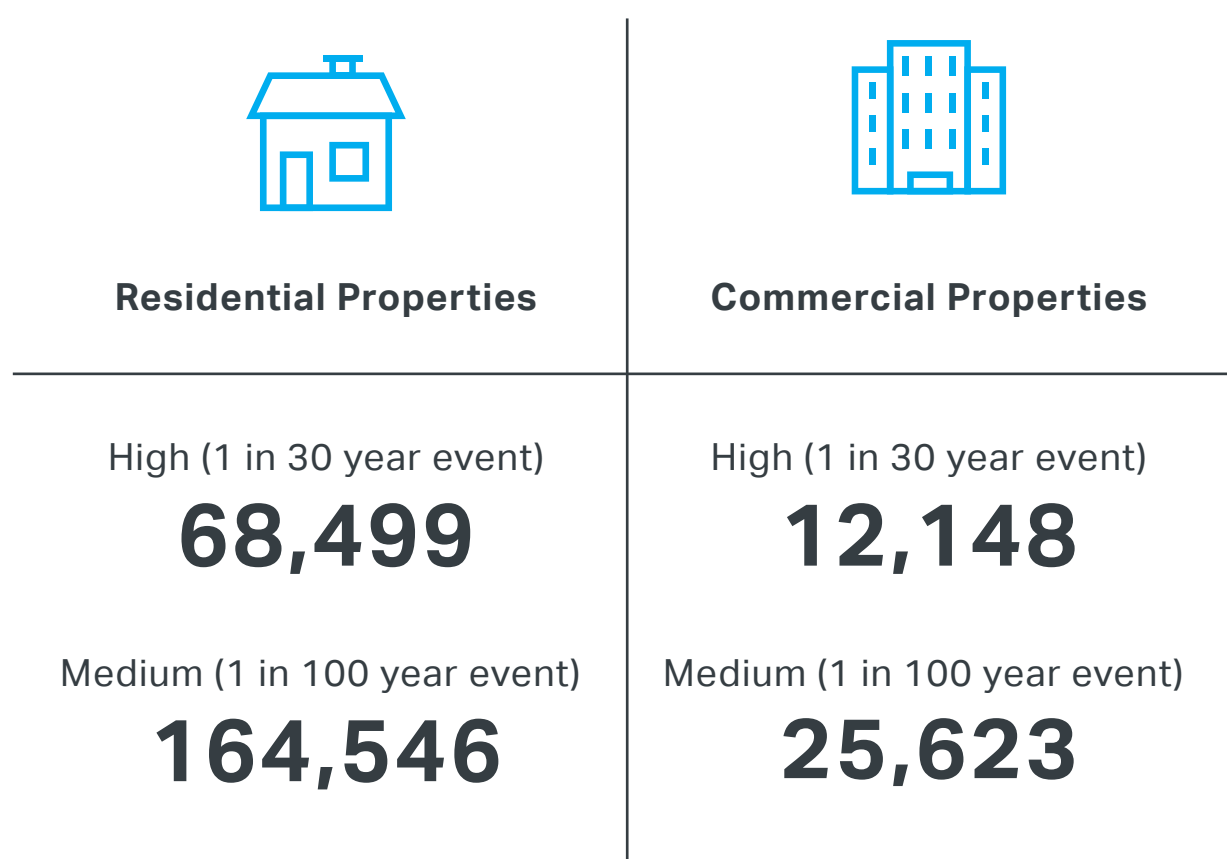 Residential Properties
Commercial Properties
High (1 in 30 year event)
68,499
High (1 in 30 year event)
12,148
Medium (1 in 100 year event)
164,546
Medium (1 in 100 year event)
25,623